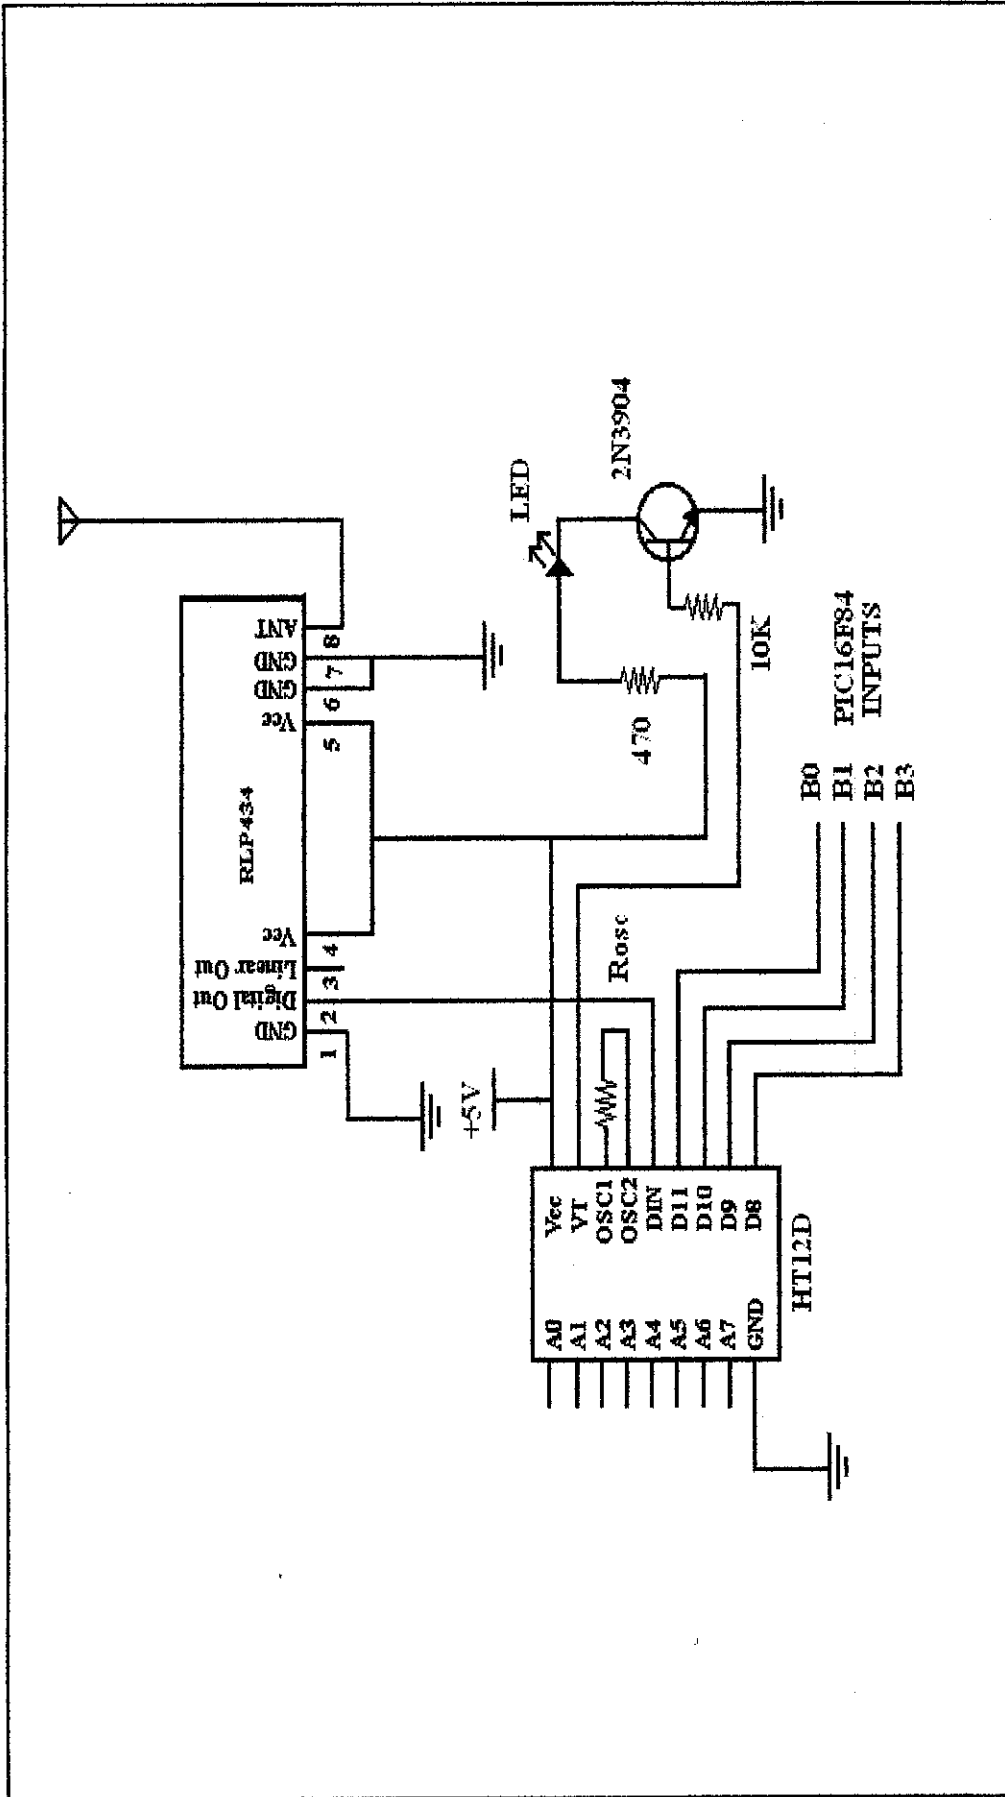 RLP434
GND
Digital Out
Linear Out
Vcc
Vcc
GND
GND
ANT
1
2
3
4
5
6
7
8
+5V
LED
2N3904
470
10K
Rosc
A0
A1
A2
A3
A4
A5
A6
A7
GND
Vcc
VT
OSC1
OSC2
DIN
D11
D10
D9
D8
HT12D
B0
B1
B2
B3
PIC16F84
INPUTS